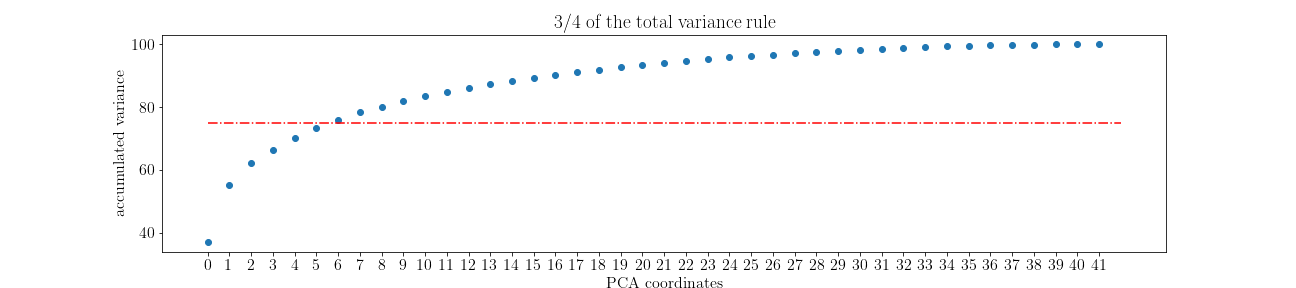 3/4 of the total variance rule
accumulated variance
100
80
60
40
0 1 2 3 4 5 6 7 8 9 10 11 12 13 14 15 16 17 18 19 20 21 22 23 24 25 26 27 28 29 30 31 32 33 34 35 36 37 38 39 40 41
PCA coordinates